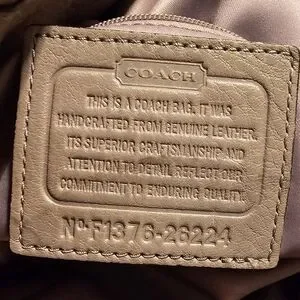 COACH
THIS IS A COACH BAG. IT WAS
HANDCRAFTED FROM GENUINE LEATHER.
ITS SUPERIOR CRAFTSMANSHIP AND
ATTENTION TO DETAIL REFLECT OUR
COMMITMENT TO ENDURING QUALITY.
Nº F1376-26224